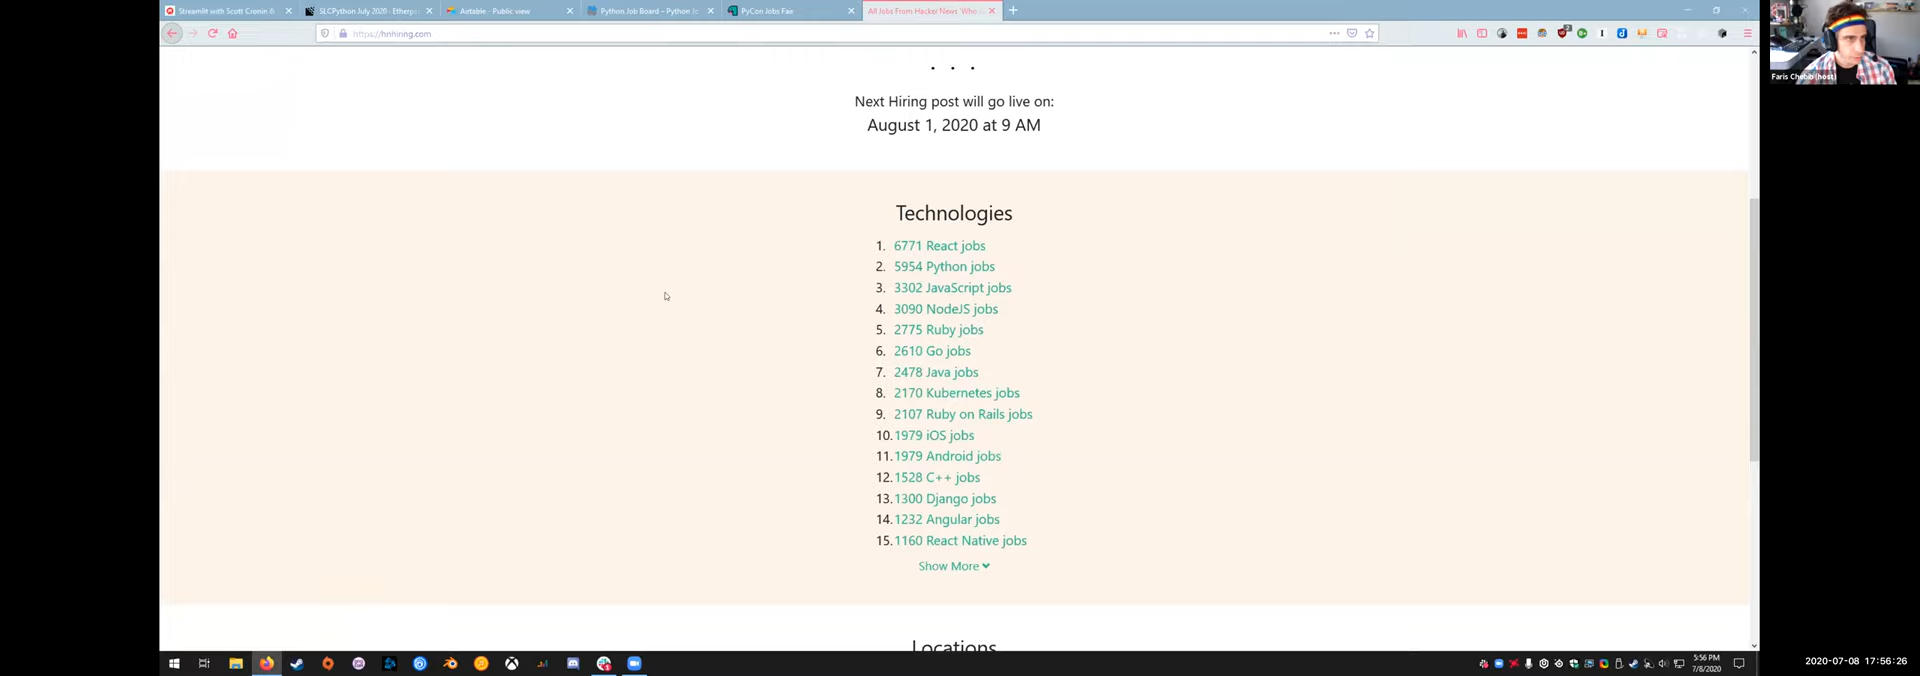 Streamlit with Scott Cronin &
SLCPython July 2020 - Etherpa
Airtable - Public view
Python Job Board – Python Jo
PyCon Jobs Fair
All Jobs From Hacker News 'Who
https://hnhiring.com
Faris Chebib (host)
. . .
Next Hiring post will go live on:
August 1, 2020 at 9 AM
Technologies
1. 6771 React jobs
2. 5954 Python jobs
3. 3302 JavaScript jobs
4. 3090 NodeJS jobs
5. 2775 Ruby jobs
6. 2610 Go jobs
7. 2478 Java jobs
8. 2170 Kubernetes jobs
9. 2107 Ruby on Rails jobs
10. 1979 iOS jobs
11. 1979 Android jobs
12. 1528 C++ jobs
13. 1300 Django jobs
14. 1232 Angular jobs
15. 1160 React Native jobs
Show More
Locations
5:56 PM
7/8/2020
2020-07-08 17:56:26